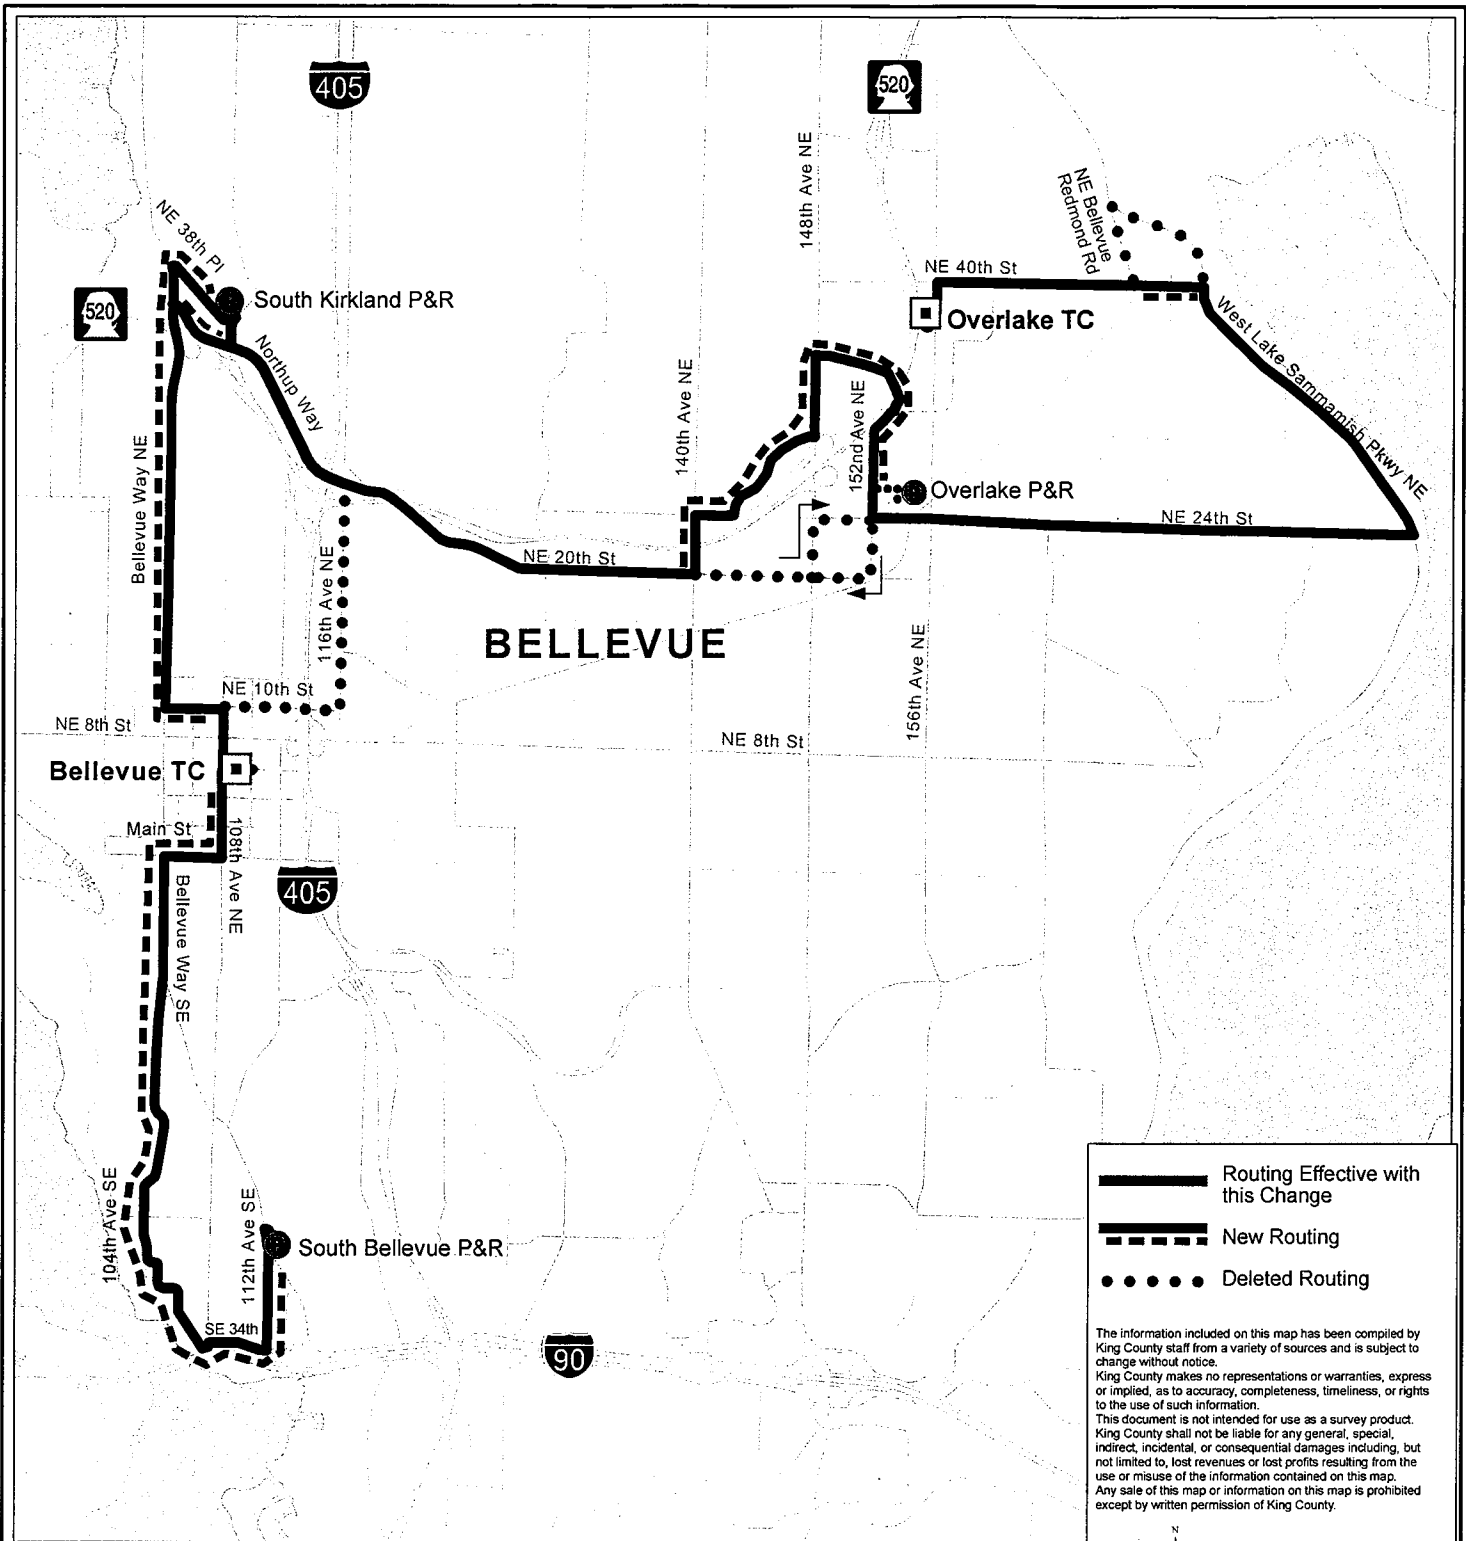 405
520
148th Ave NE
NE Bellevue
Redmond Rd
NE 38th Pl
NE 40th St
520
South Kirkland P&R
Overlake TC
West Lake Sammamish Pkwy NE
Northup Way
140th Ave NE
152nd Ave NE
Bellevue Way NE
Overlake P&R
NE 24th St
116th Ave NE
NE 20th St
BELLEVUE
156th Ave NE
NE 10th St
NE 8th St
NE 8th St
Bellevue TC
Main St
108th Ave NE
405
Bellevue Way SE
104th Ave SE
112th Ave SE
South Bellevue P&R
SE 34th
90
Routing Effective with
this Change
New Routing
Deleted Routing
The information included on this map has been compiled by
King County staff from a variety of sources and is subject to
change without notice.
King County makes no representations or warranties, express
or implied, as to accuracy, completeness, timeliness, or rights
to the use of such information.
This document is not intended for use as a survey product.
King County shall not be liable for any general, special,
indirect, incidental, or consequential damages including, but
not limited to, lost revenues or lost profits resulting from the
use or misuse of the information contained on this map.
Any sale of this map or information on this map is prohibited
except by written permission of King County.
N